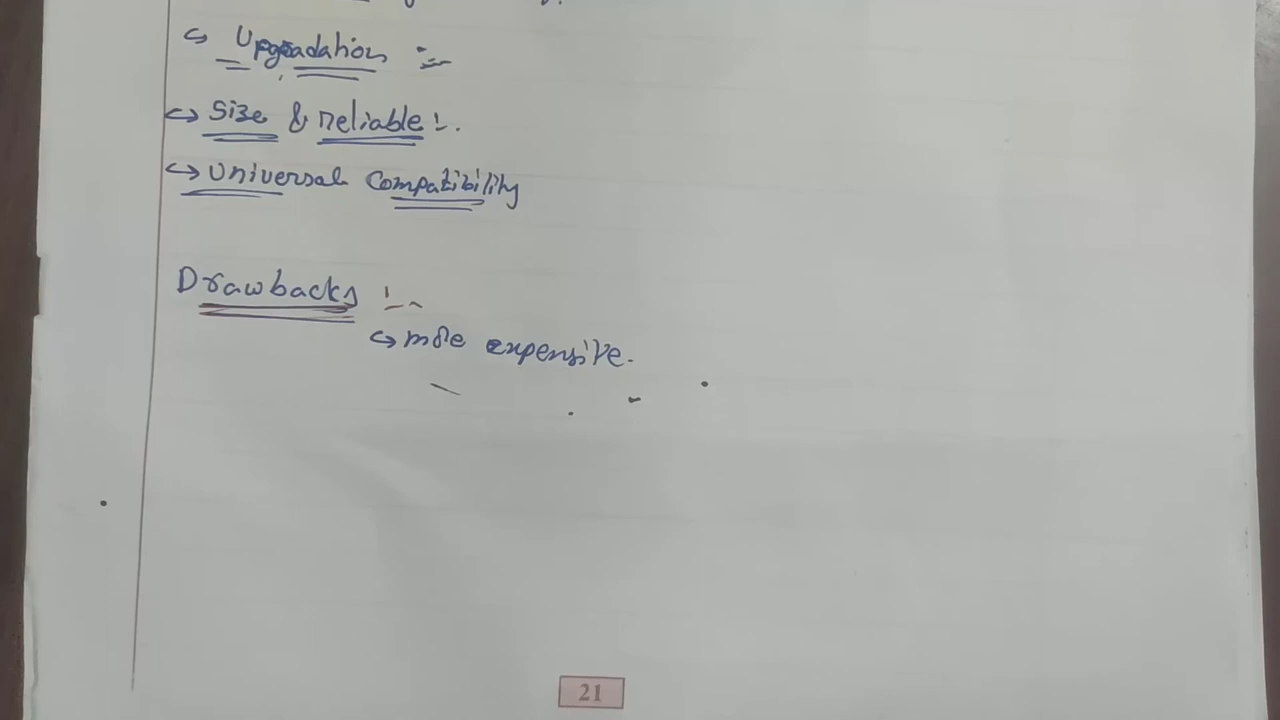 ↪ Upgradation :-
↪ Size & reliable :-
↪ Universal Compatibility
Drawbacks :-
↪ more expensive.
21